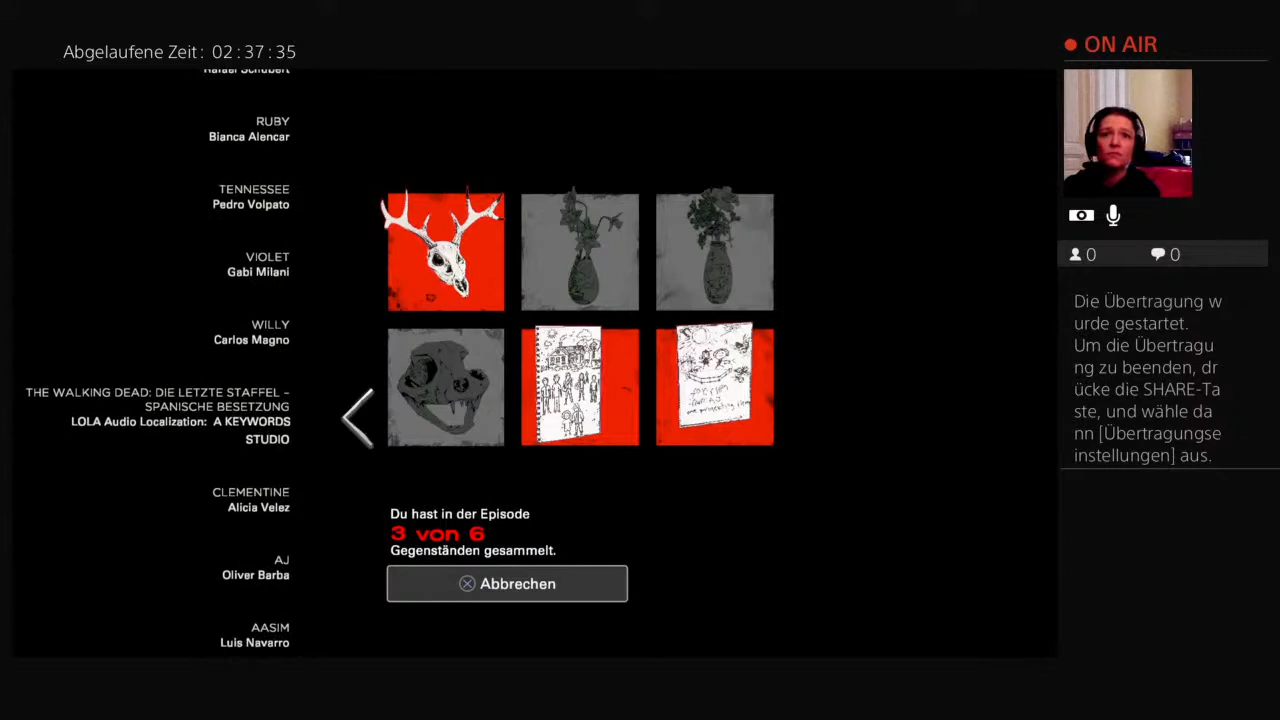 Abgelaufene Zeit: 02:37:35
ON AIR
Rafael Schubert
RUBY
Bianca Alencar
TENNESSEE
Pedro Volpato
VIOLET
Gabi Milani
WILLY
Carlos Magno
THE WALKING DEAD: DIE LETZTE STAFFEL –
SPANISCHE BESETZUNG
LOLA Audio Localization: A KEYWORDS
STUDIO
CLEMENTINE
Alicia Velez
AJ
Oliver Barba
AASIM
Luis Navarro
Du hast in der Episode
3 von 6
Gegenständen gesammelt.
Abbrechen
0
0
Die Übertragung w
urde gestartet.
Um die Übertragu
ng zu beenden, dr
ücke die SHARE-Ta
ste, und wähle da
nn [Übertragungse
instellungen] aus.